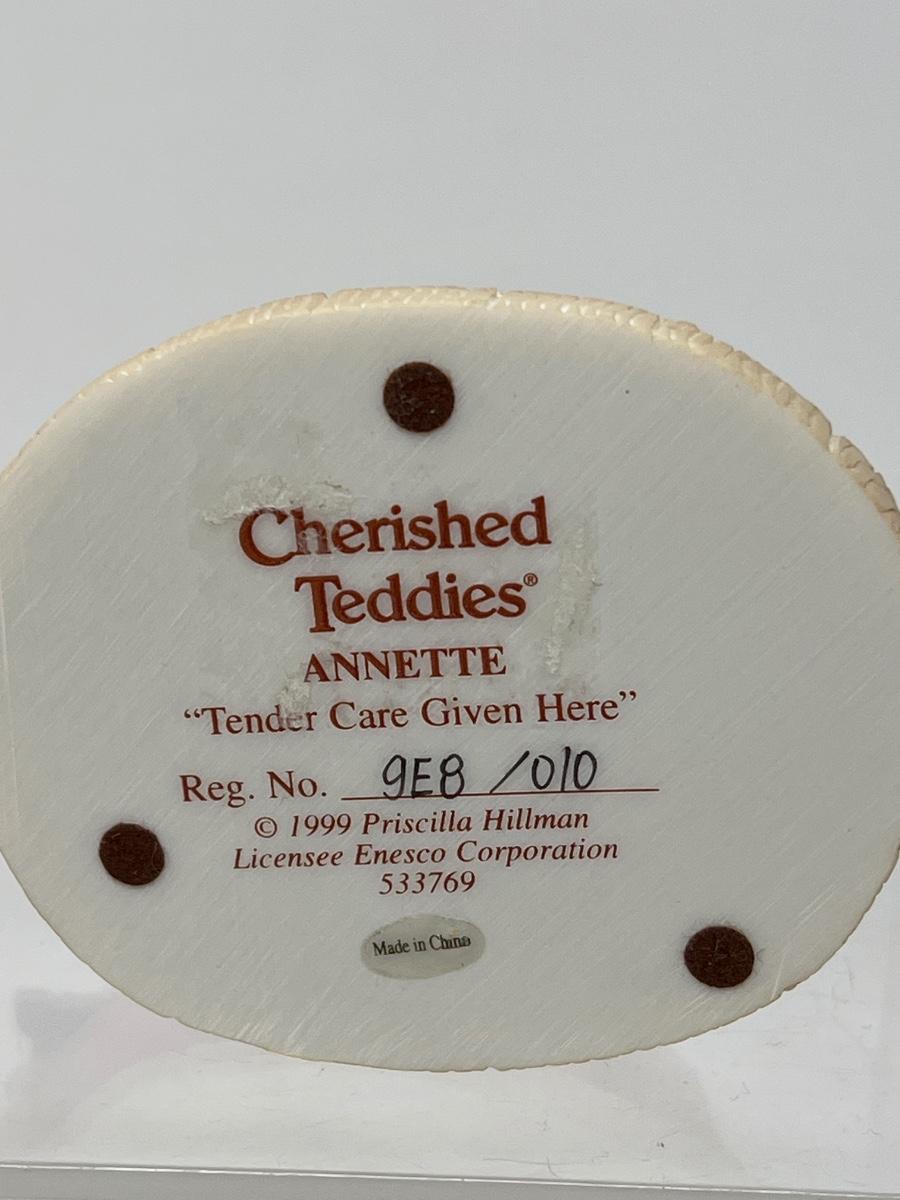 Cherished
Teddies®
ANNETTE
“Tender Care Given Here”
Reg. No. 9E8 /010
© 1999 Priscilla Hillman
Licensee Enesco Corporation
533769
Made in China